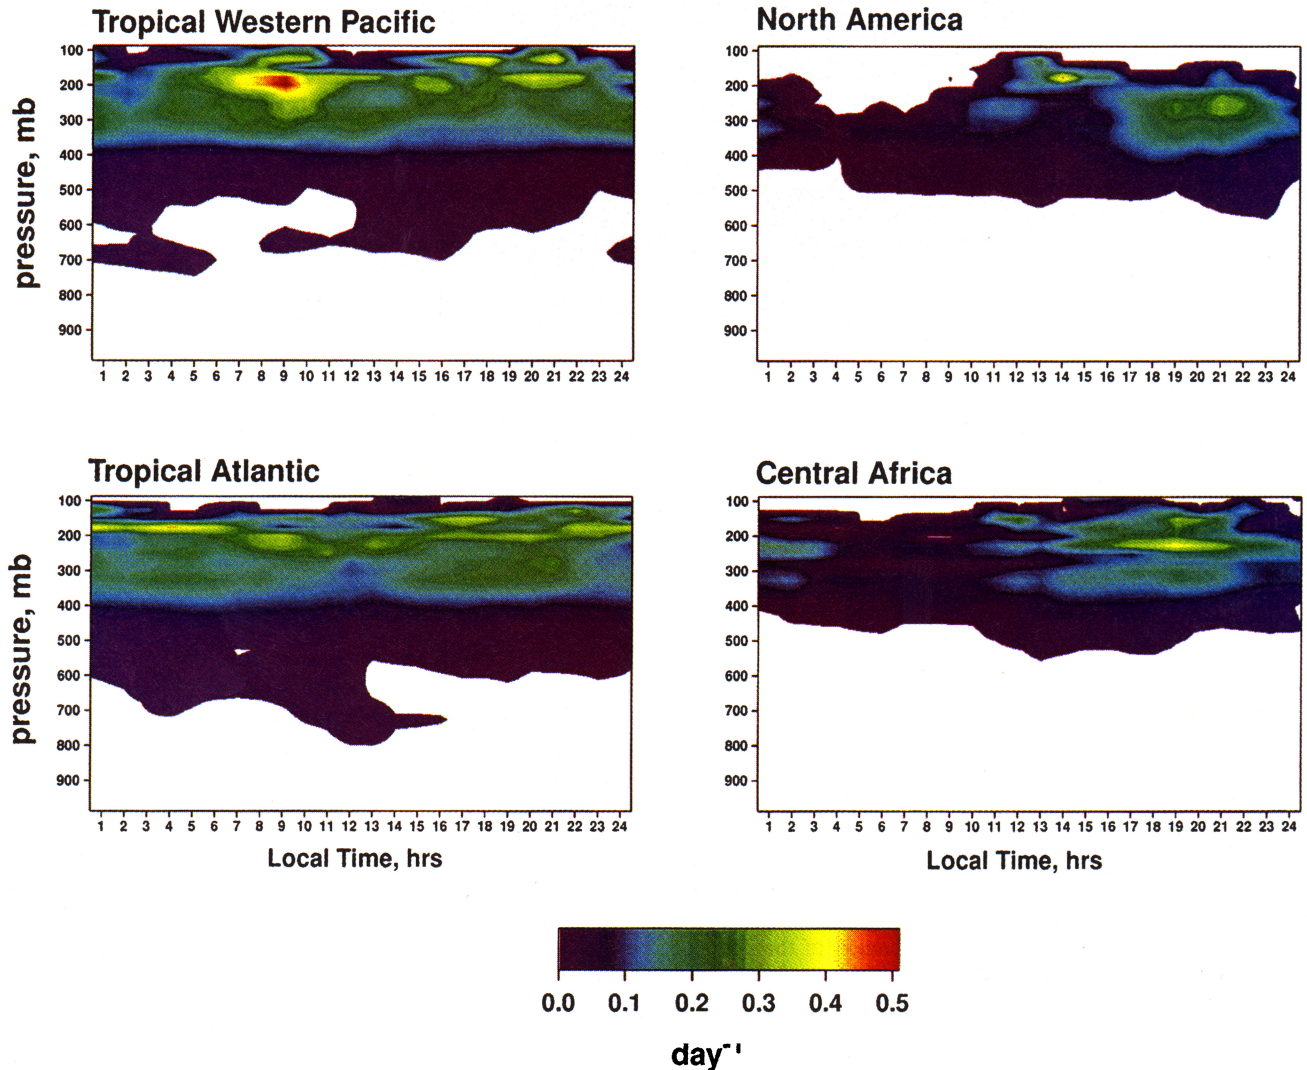 Tropical Western Pacific
pressure, mb
100
200
300
400
500
600
700
800
900
1 2 3 4 5 6 7 8 9 10 11 12 13 14 15 16 17 18 19 20 21 22 23 24
North America
100
200
300
400
500
600
700
800
900
1 2 3 4 5 6 7 8 9 10 11 12 13 14 15 16 17 18 19 20 21 22 23 24
Tropical Atlantic
pressure, mb
100
200
300
400
500
600
700
800
900
1 2 3 4 5 6 7 8 9 10 11 12 13 14 15 16 17 18 19 20 21 22 23 24
Local Time, hrs
Central Africa
100
200
300
400
500
600
700
800
900
1 2 3 4 5 6 7 8 9 10 11 12 13 14 15 16 17 18 19 20 21 22 23 24
Local Time, hrs
0.0 0.1 0.2 0.3 0.4 0.5
day⁻¹